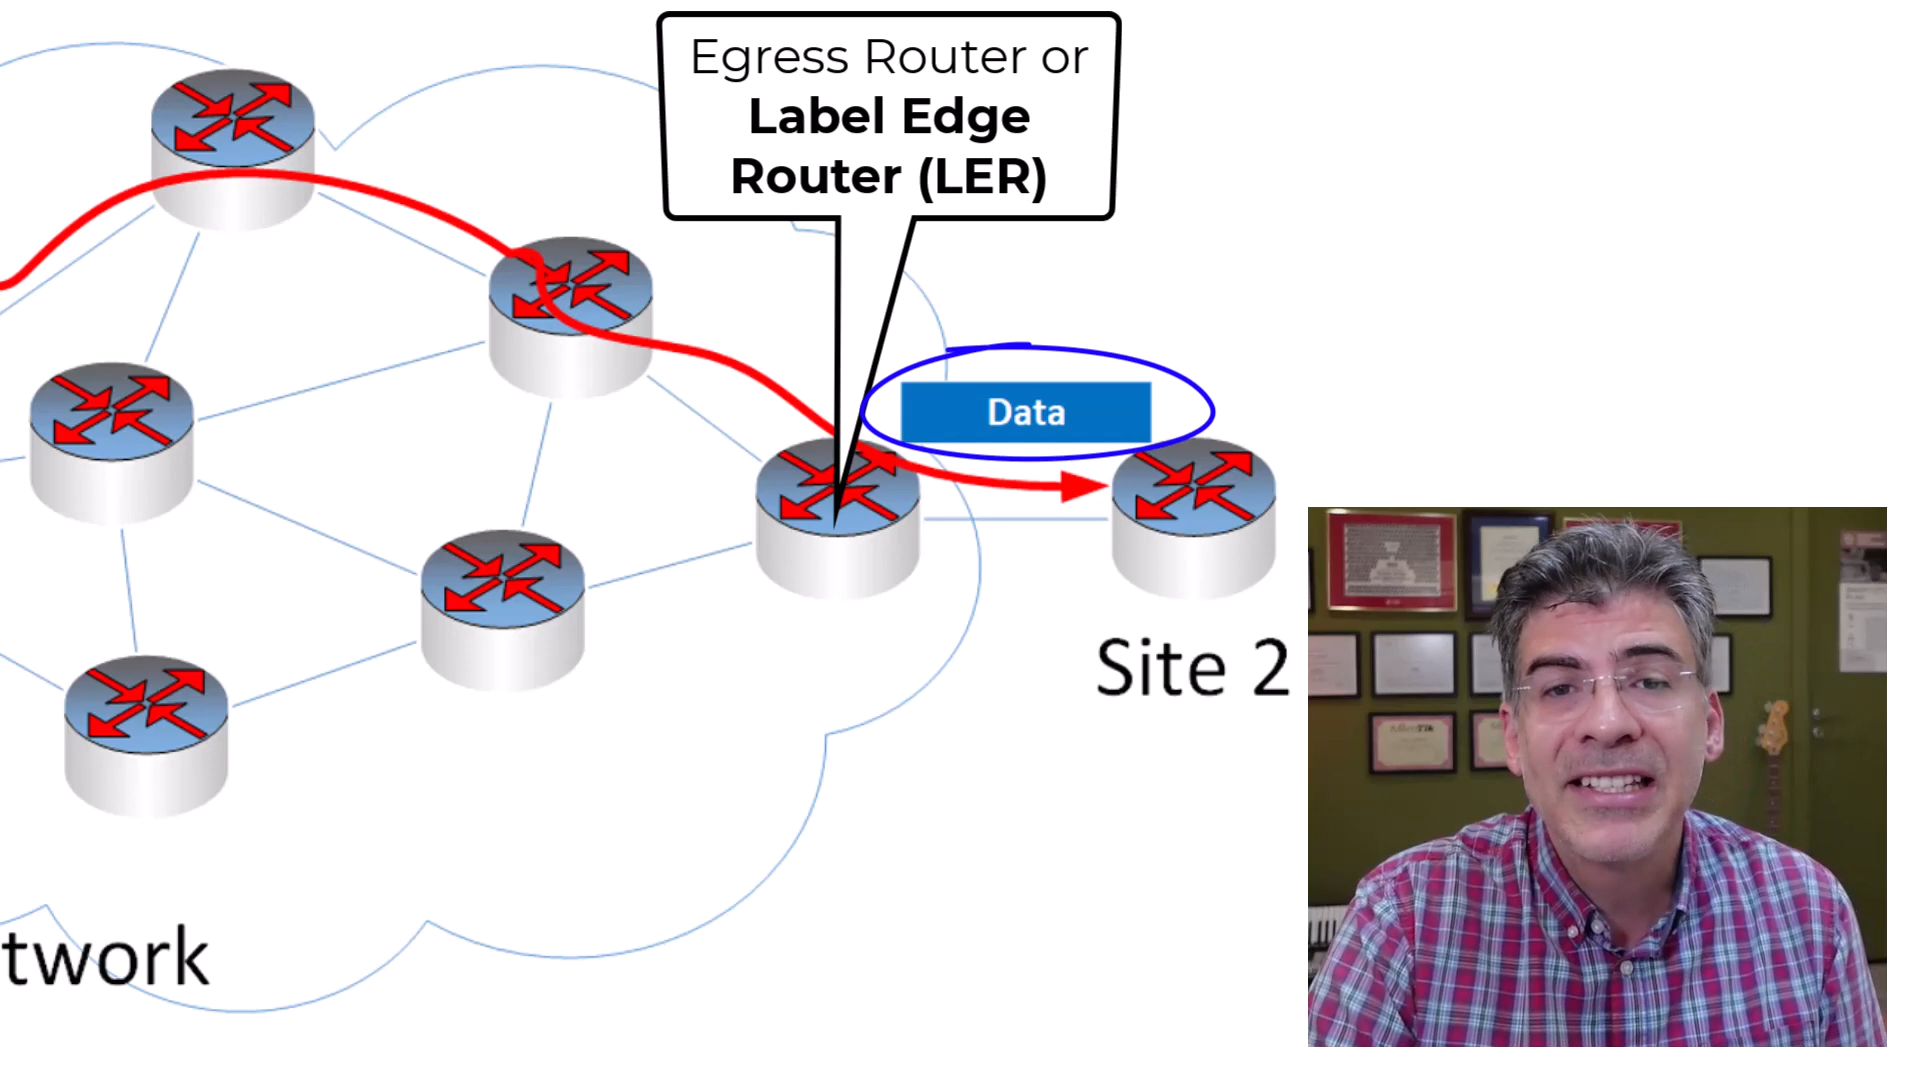 Egress Router or
Label Edge
Router (LER)
Data
Site 2
twork